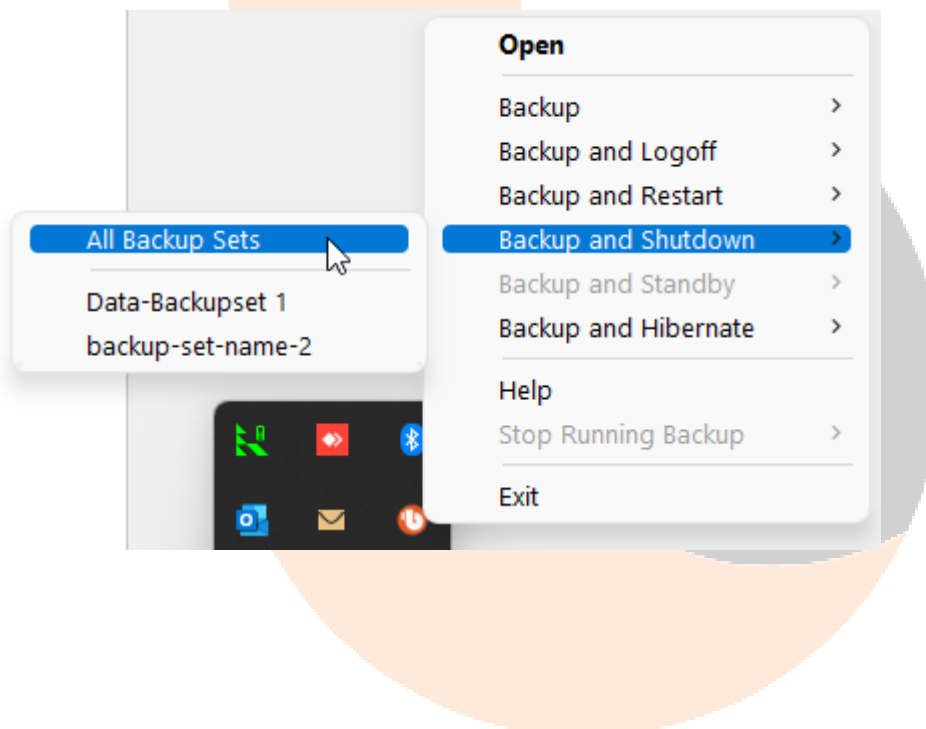 Open
Backup
Backup and Logoff
Backup and Restart
Backup and Shutdown
Backup and Standby
Backup and Hibernate
Help
Stop Running Backup
Exit
All Backup Sets
Data-Backupset 1
backup-set-name-2